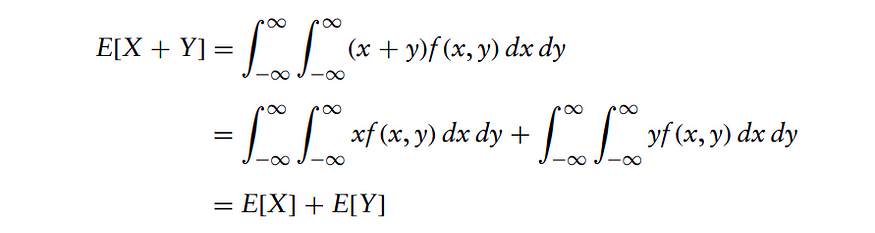 E[X + Y] = ∫_{−∞}^{∞} ∫_{−∞}^{∞} (x + y)f(x, y) dx dy
= ∫_{−∞}^{∞} ∫_{−∞}^{∞} xf(x, y) dx dy + ∫_{−∞}^{∞} ∫_{−∞}^{∞} yf(x, y) dx dy
= E[X] + E[Y]